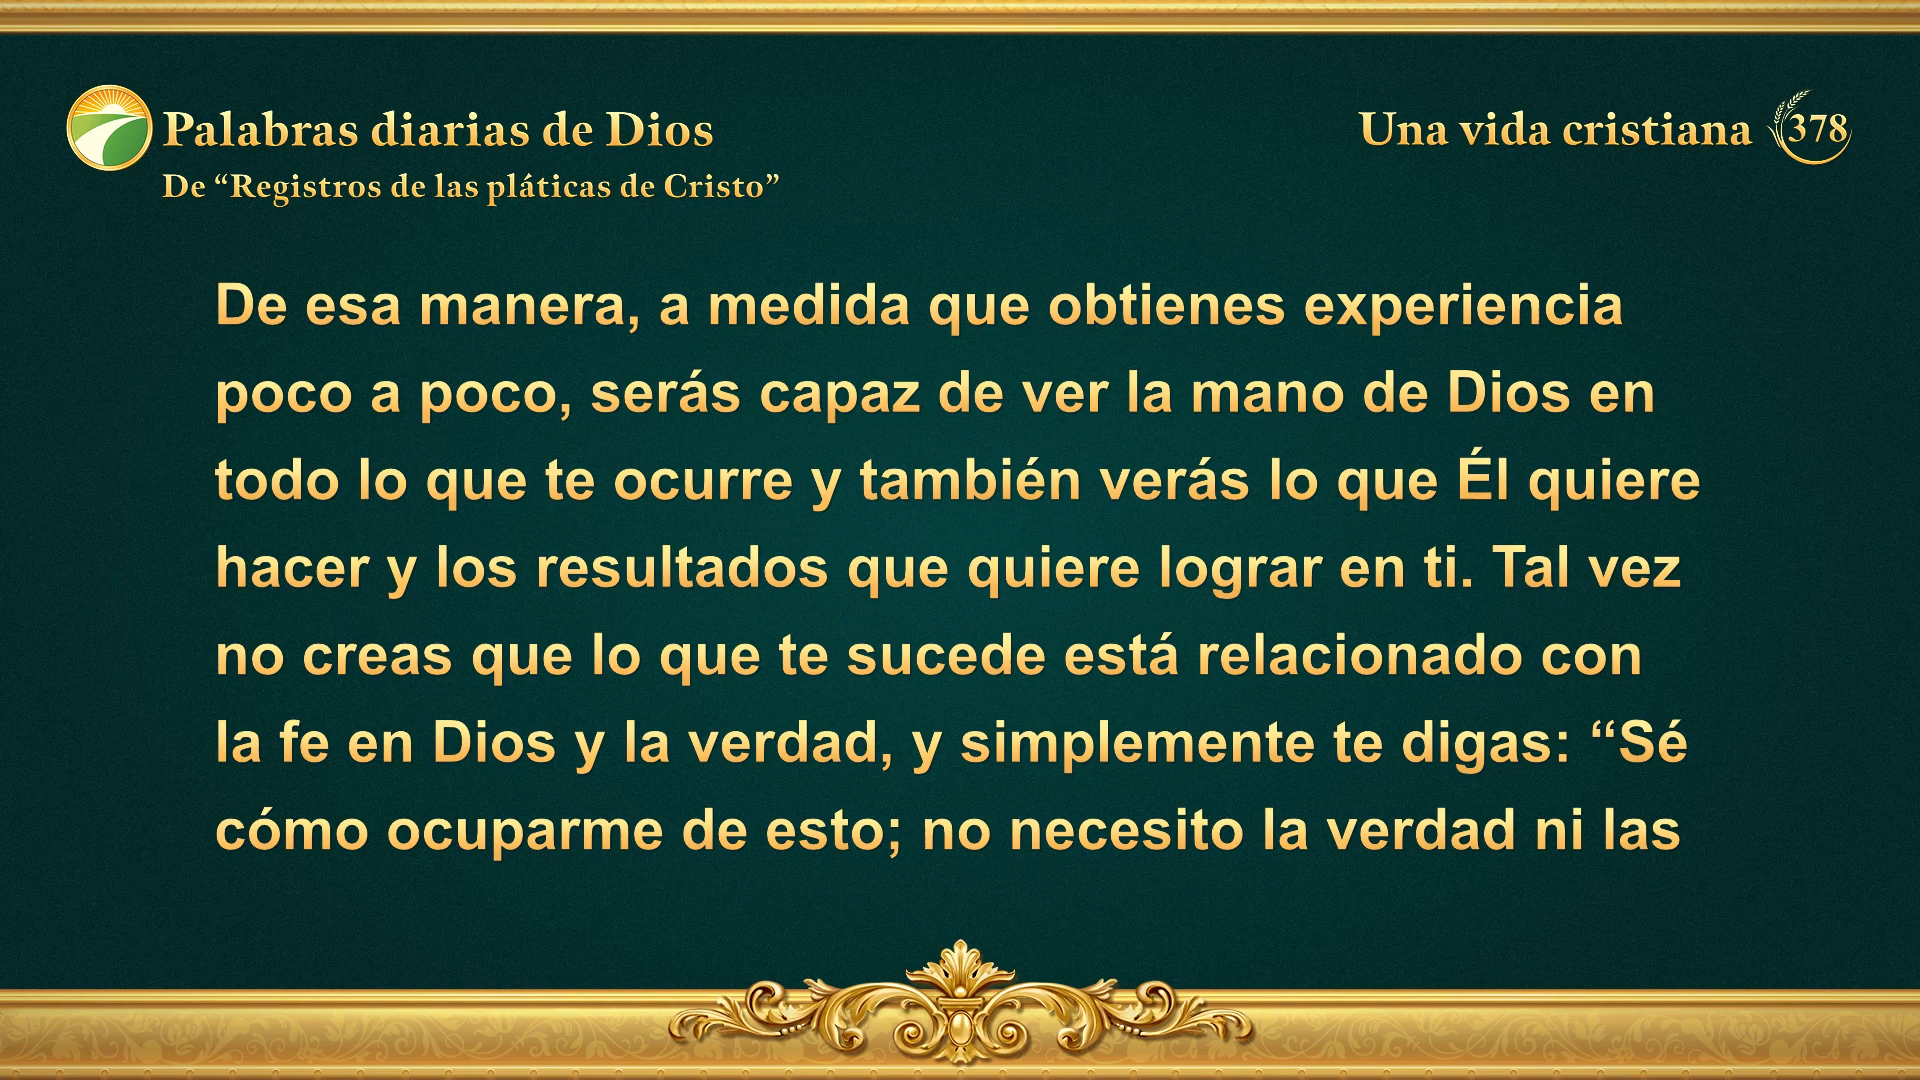 Palabras diarias de Dios
De “Registros de las pláticas de Cristo”
Una vida cristiana 378
De esa manera, a medida que obtienes experiencia
poco a poco, serás capaz de ver la mano de Dios en
todo lo que te ocurre y también verás lo que Él quiere
hacer y los resultados que quiere lograr en ti. Tal vez
no creas que lo que te sucede está relacionado con
la fe en Dios y la verdad, y simplemente te digas: “Sé
cómo ocuparme de esto; no necesito la verdad ni las